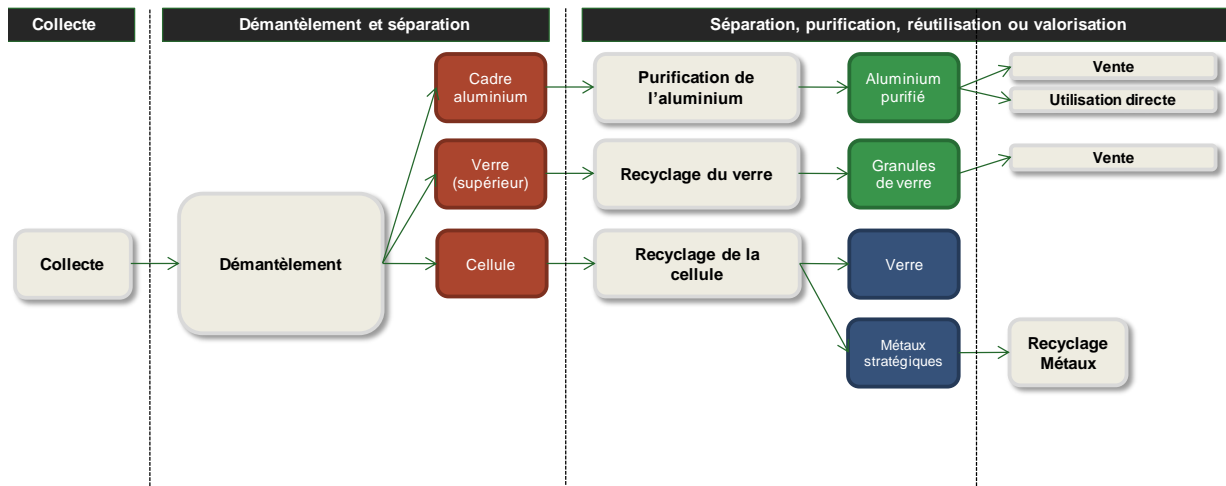 Collecte
Démantèlement et séparation
Séparation, purification, réutilisation ou valorisation
Cadre
aluminium
Purification de
l’aluminium
Aluminium
purifié
Vente
Utilisation directe
Verre
(supérieur)
Recyclage du verre
Granules
de verre
Vente
Collecte
Démantèlement
Cellule
Recyclage de la
cellule
Verre
Métaux
stratégiques
Recyclage
Métaux